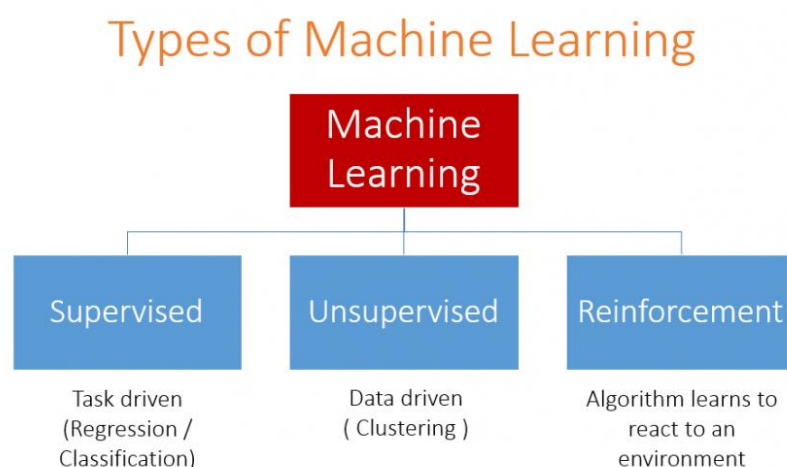 Types of Machine Learning
Machine
Learning
Supervised
Unsupervised
Reinforcement
Task driven
(Regression /
Classification)
Data driven
( Clustering )
Algorithm learns to
react to an
environment